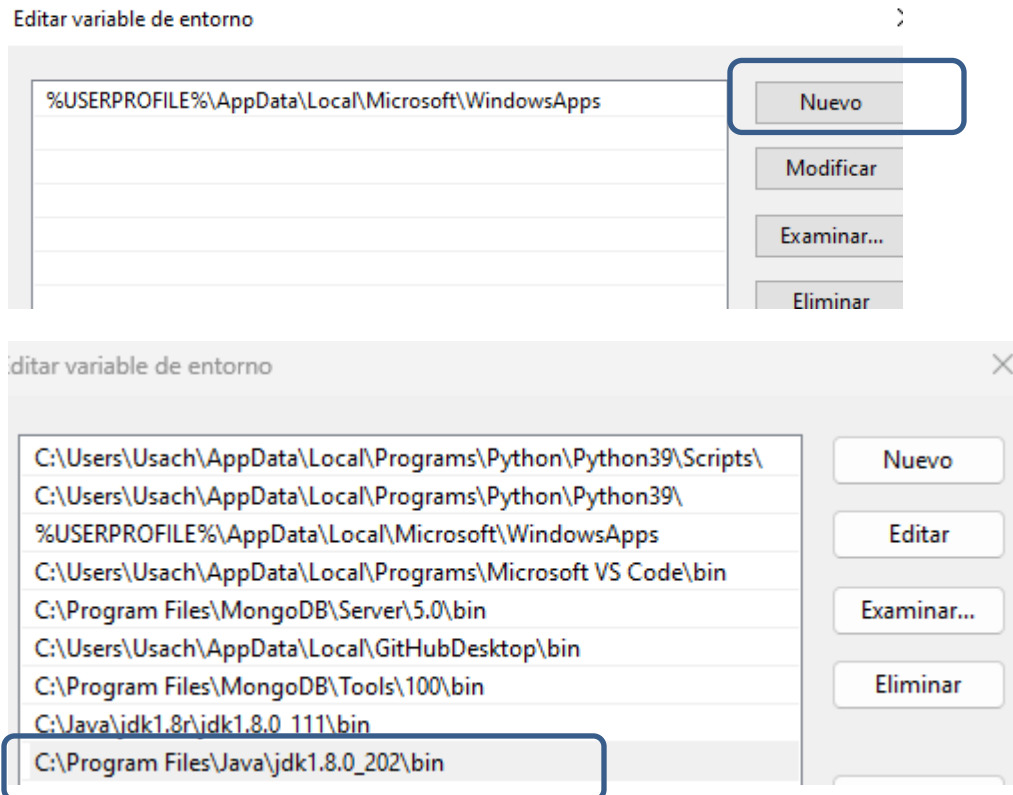 Editar variable de entorno
%USERPROFILE%\AppData\Local\Microsoft\WindowsApps
Nuevo
Modificar
Examinar...
Eliminar
Editar variable de entorno
C:\Users\Usach\AppData\Local\Programs\Python\Python39\Scripts\
Nuevo
C:\Users\Usach\AppData\Local\Programs\Python\Python39\
%USERPROFILE%\AppData\Local\Microsoft\WindowsApps
Editar
C:\Users\Usach\AppData\Local\Programs\Microsoft VS Code\bin
C:\Program Files\MongoDB\Server\5.0\bin
Examinar...
C:\Users\Usach\AppData\Local\GitHubDesktop\bin
C:\Program Files\MongoDB\Tools\100\bin
Eliminar
C:\Java\jdk1.8r\jdk1.8.0_111\bin
C:\Program Files\Java\jdk1.8.0_202\bin